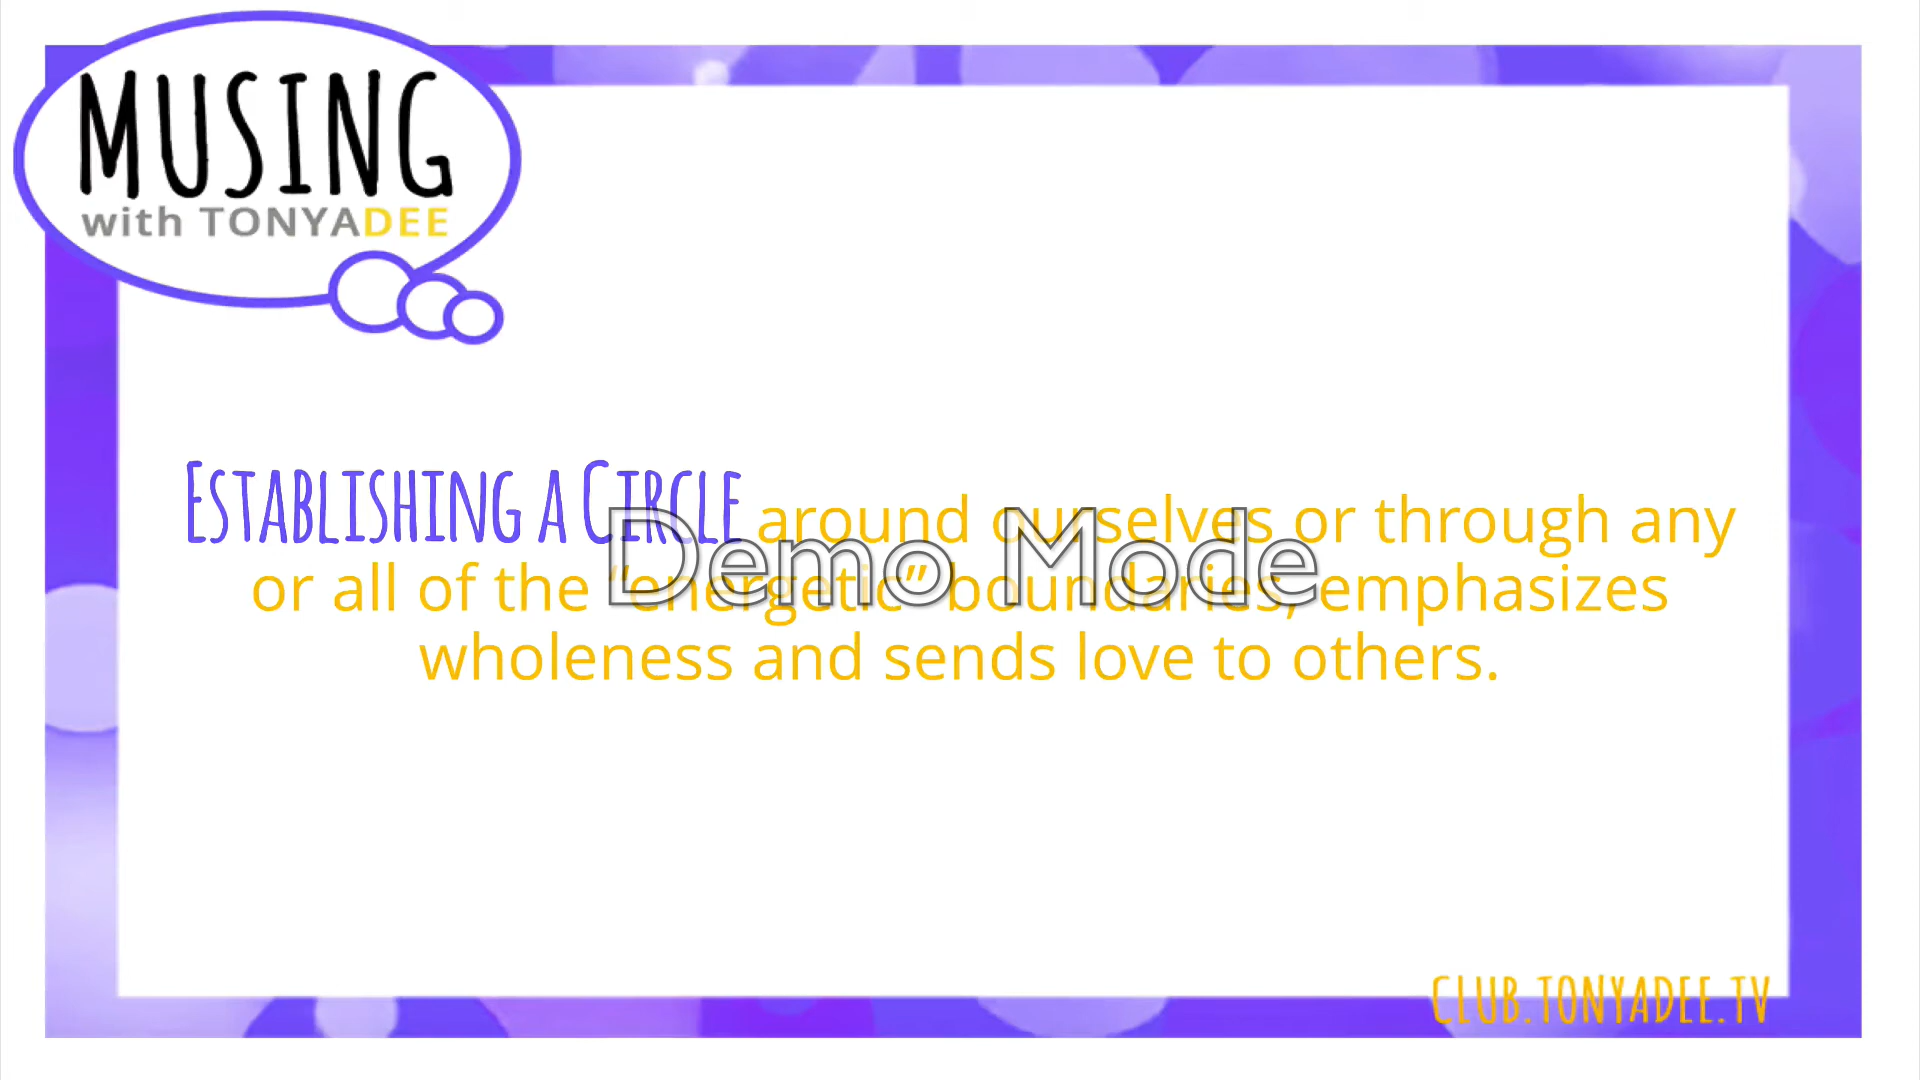 MUSING
with TONYADEE
Establishing a Circle around ourselves or through any
or all of the “energetic” boundaries, emphasizes
wholeness and sends love to others.
Demo Mode
CLUB.TONYADEE.TV